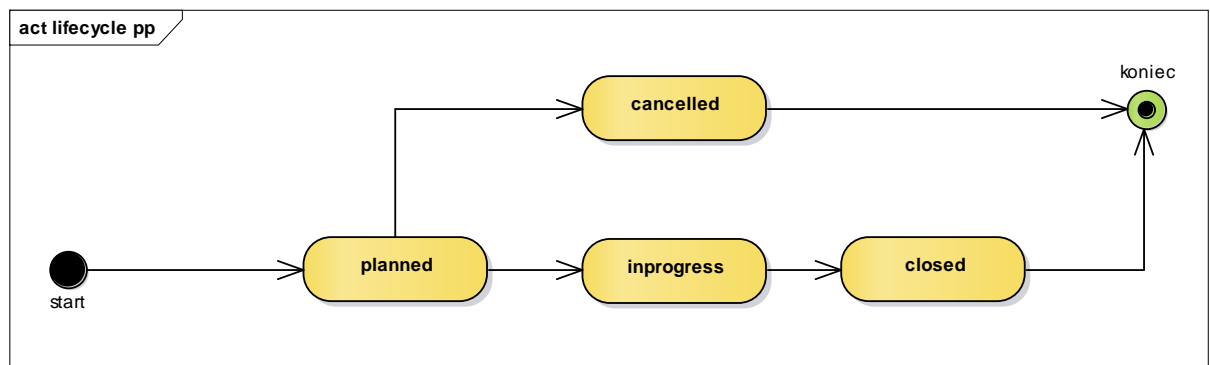 act lifecycle pp
koniec
cancelled
planned
inprogress
closed
start